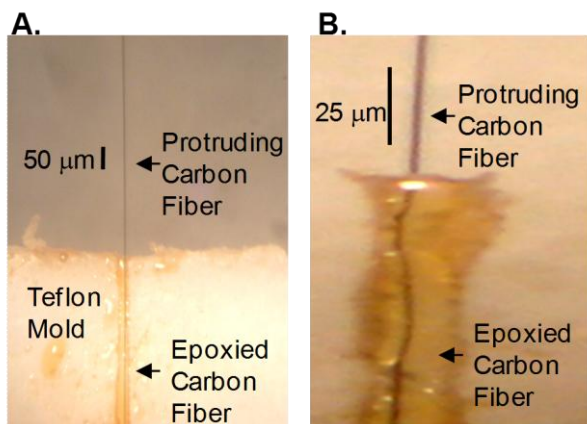 A.
50 μm
Protruding
Carbon
Fiber
Teflon
Mold
Epoxied
Carbon
Fiber
B.
25 μm
Protruding
Carbon
Fiber
Epoxied
Carbon
Fiber